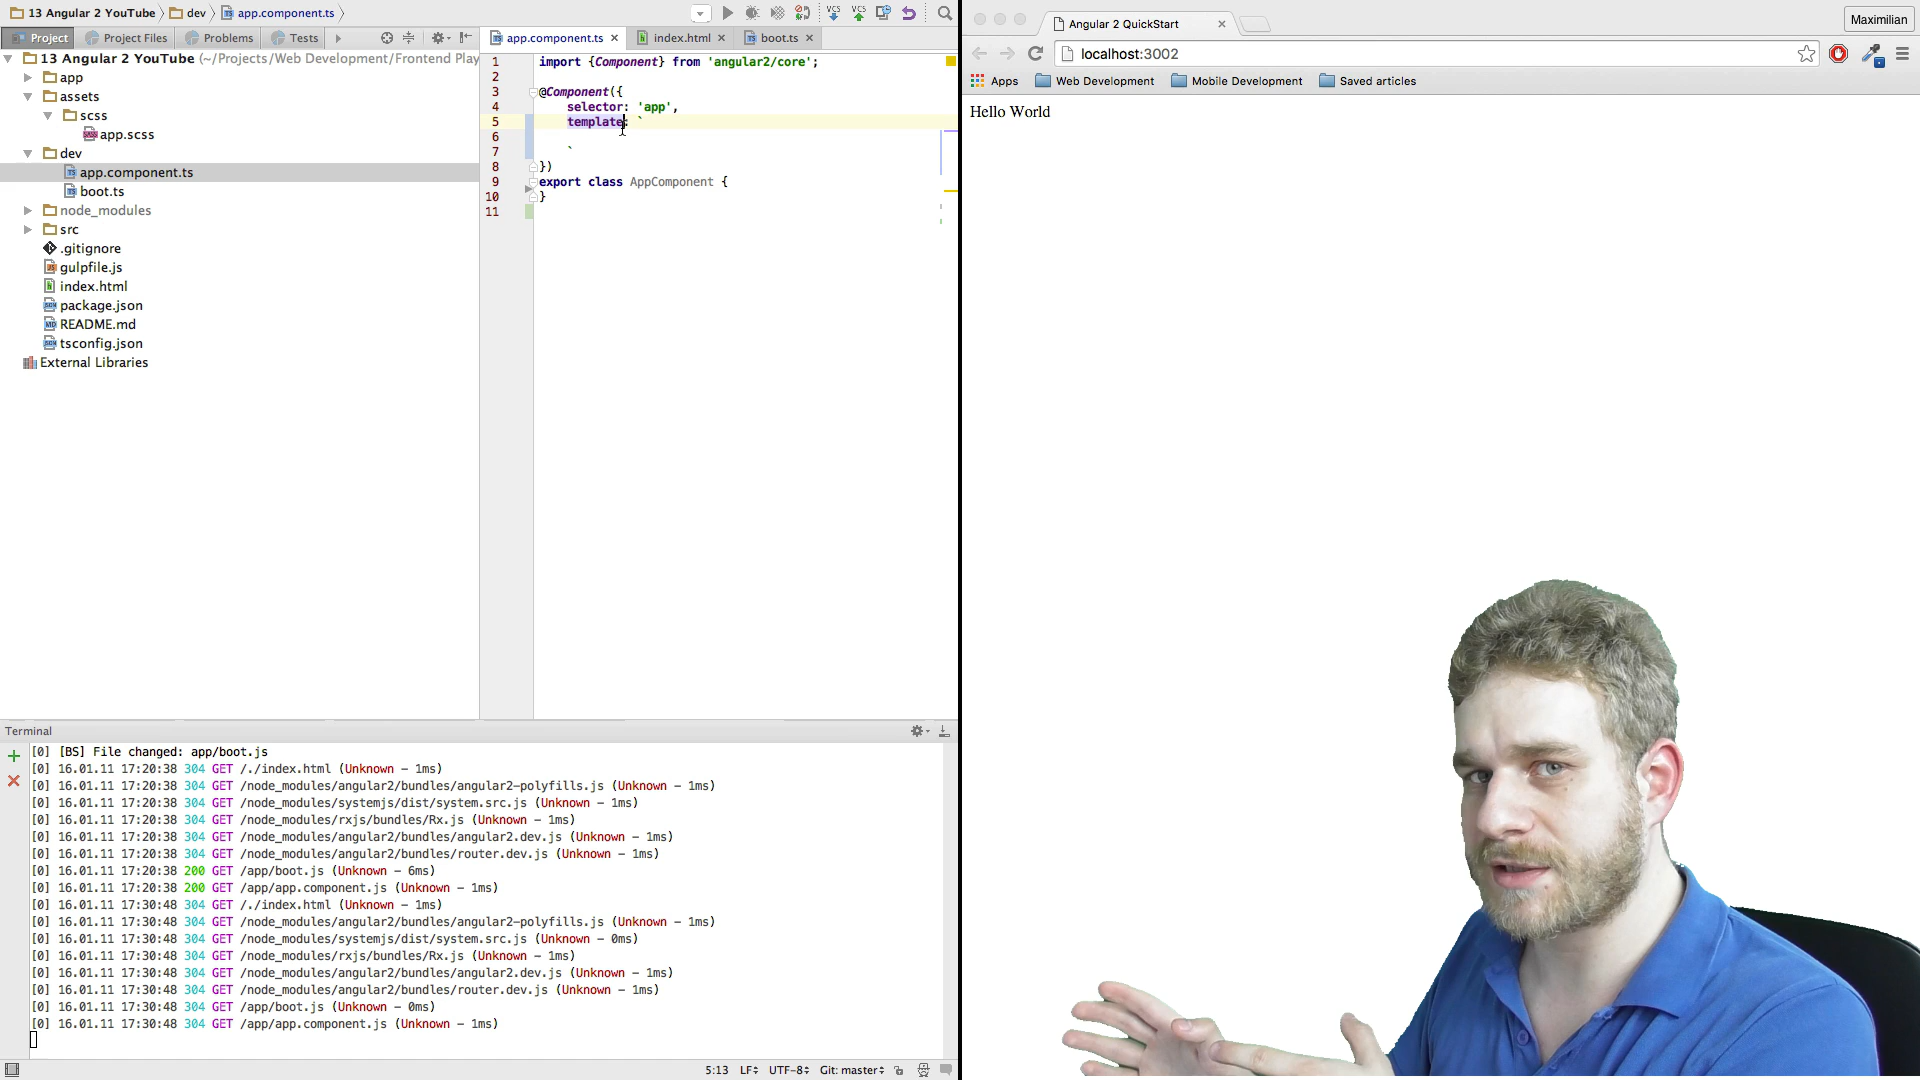 13 Angular 2 YouTube dev app.component.ts
Project Project Files Problems Tests
13 Angular 2 YouTube (~/Projects/Web Development/Frontend Play
app
assets
scss
app.scss
dev
app.component.ts
boot.ts
node_modules
src
.gitignore
gulpfile.js
index.html
package.json
README.md
tsconfig.json
External Libraries
VCS VCS
app.component.ts index.html boot.ts
1 import {Component} from 'angular2/core';
2
3 @Component({
4 selector: 'app',
5 template: `
6
7 `
8 })
9 export class AppComponent {
10 }
11
Terminal
[0] [BS] File changed: app/boot.js
[0] 16.01.11 17:20:38 304 GET /./index.html (Unknown - 1ms)
[0] 16.01.11 17:20:38 304 GET /node_modules/angular2/bundles/angular2-polyfills.js (Unknown - 1ms)
[0] 16.01.11 17:20:38 304 GET /node_modules/systemjs/dist/system.src.js (Unknown - 1ms)
[0] 16.01.11 17:20:38 304 GET /node_modules/rxjs/bundles/Rx.js (Unknown - 1ms)
[0] 16.01.11 17:20:38 304 GET /node_modules/angular2/bundles/angular2.dev.js (Unknown - 1ms)
[0] 16.01.11 17:20:38 304 GET /node_modules/angular2/bundles/router.dev.js (Unknown - 1ms)
[0] 16.01.11 17:20:38 200 GET /app/boot.js (Unknown - 6ms)
[0] 16.01.11 17:20:38 200 GET /app/app.component.js (Unknown - 1ms)
[0] 16.01.11 17:30:48 304 GET /./index.html (Unknown - 1ms)
[0] 16.01.11 17:30:48 304 GET /node_modules/angular2/bundles/angular2-polyfills.js (Unknown - 1ms)
[0] 16.01.11 17:30:48 304 GET /node_modules/systemjs/dist/system.src.js (Unknown - 0ms)
[0] 16.01.11 17:30:48 304 GET /node_modules/rxjs/bundles/Rx.js (Unknown - 1ms)
[0] 16.01.11 17:30:48 304 GET /node_modules/angular2/bundles/angular2.dev.js (Unknown - 1ms)
[0] 16.01.11 17:30:48 304 GET /node_modules/angular2/bundles/router.dev.js (Unknown - 1ms)
[0] 16.01.11 17:30:48 304 GET /app/boot.js (Unknown - 0ms)
[0] 16.01.11 17:30:48 304 GET /app/app.component.js (Unknown - 1ms)
5:13 LF UTF-8 Git: master
Angular 2 QuickStart Maximilian
localhost:3002
Apps Web Development Mobile Development Saved articles
Hello World